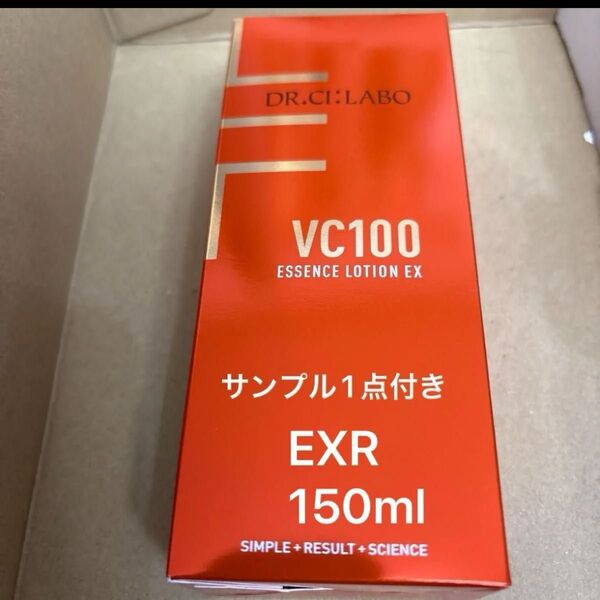 DR.CI:LABO
VC100
ESSENCE LOTION EX
サンプル1点付き
EXR
150ml
SIMPLE+RESULT+SCIENCE